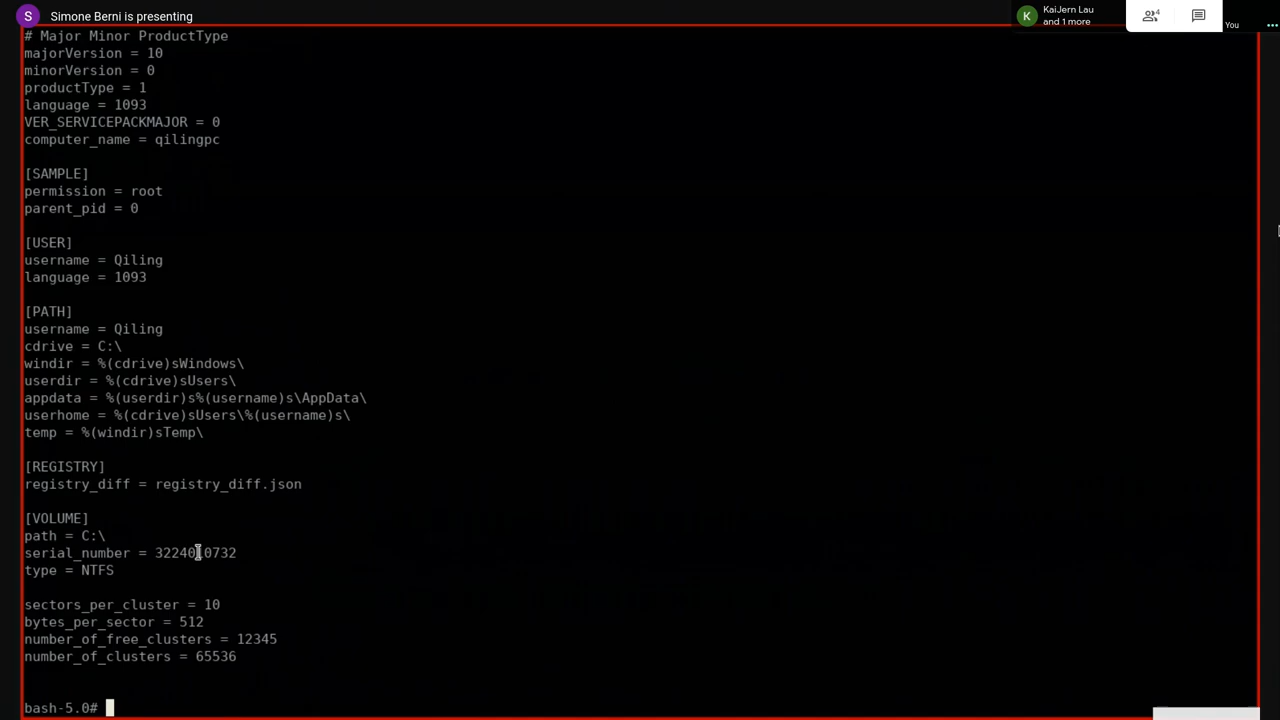 S Simone Berni is presenting
K KaiJern Lau
and 1 more
4
You
# Major Minor ProductType
majorVersion = 10
minorVersion = 0
productType = 1
language = 1093
VER_SERVICEPACKMAJOR = 0
computer_name = qilingpc
[SAMPLE]
permission = root
parent_pid = 0
[USER]
username = Qiling
language = 1093
[PATH]
username = Qiling
cdrive = C:\
windir = %(cdrive)sWindows\
userdir = %(cdrive)sUsers\
appdata = %(userdir)s%(username)s\AppData\
userhome = %(cdrive)sUsers\%(username)s\
temp = %(windir)sTemp\
[REGISTRY]
registry_diff = registry_diff.json
[VOLUME]
path = C:\
serial_number =
type = NTFS
sectors_per_cluster = 10
bytes_per_sector = 512
number_of_free_clusters = 12345
number_of_clusters = 65536
bash-5.0#